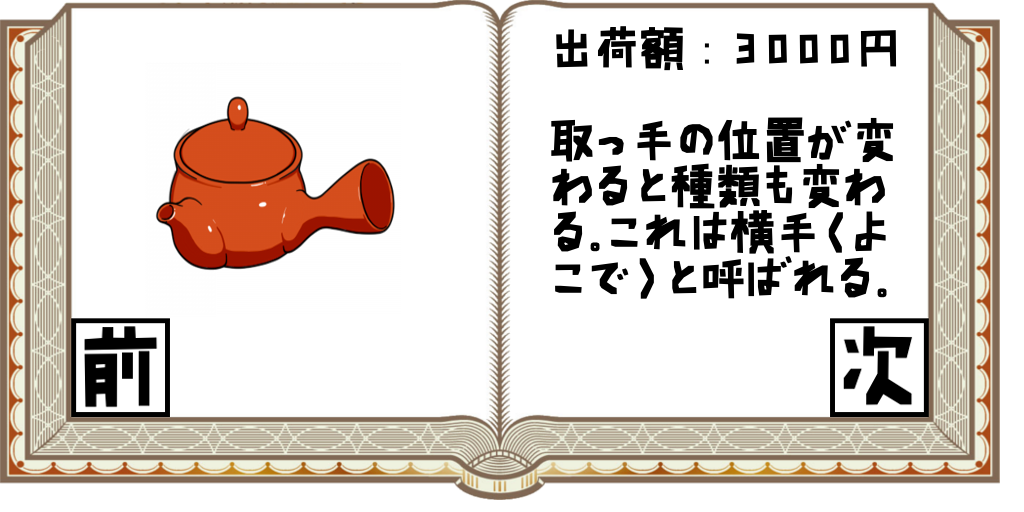 出荷額：３０００円
取っ手の位置が変
わると種類も変わ
る。これは横手（よ
こで）と呼ばれる。
前
次